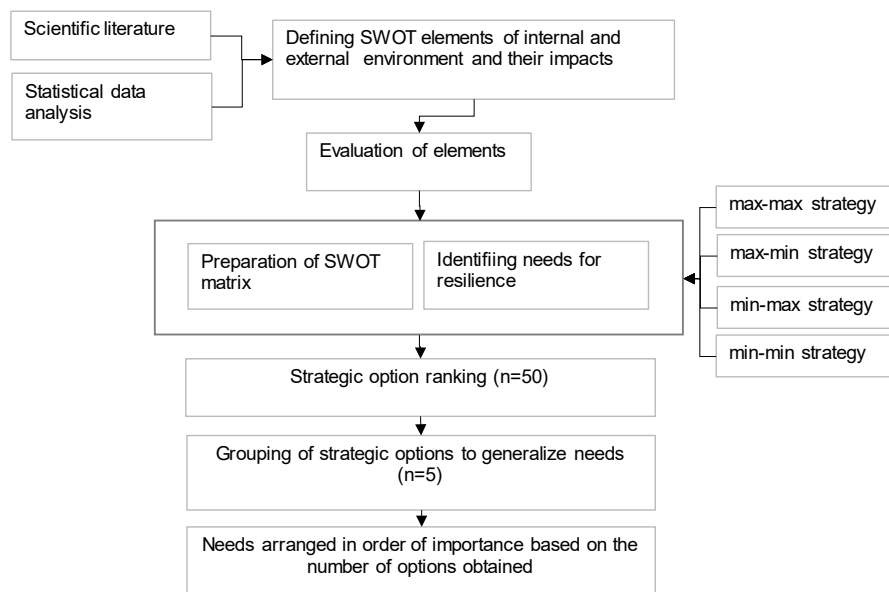 Scientific literature
Statistical data
analysis
Defining SWOT elements of internal and
external environment and their impacts
Evaluation of elements
Preparation of SWOT
matrix
Identifiing needs for
resilience
max-max strategy
max-min strategy
min-max strategy
min-min strategy
Strategic option ranking (n=50)
Grouping of strategic options to generalize needs
(n=5)
Needs arranged in order of importance based on the
number of options obtained